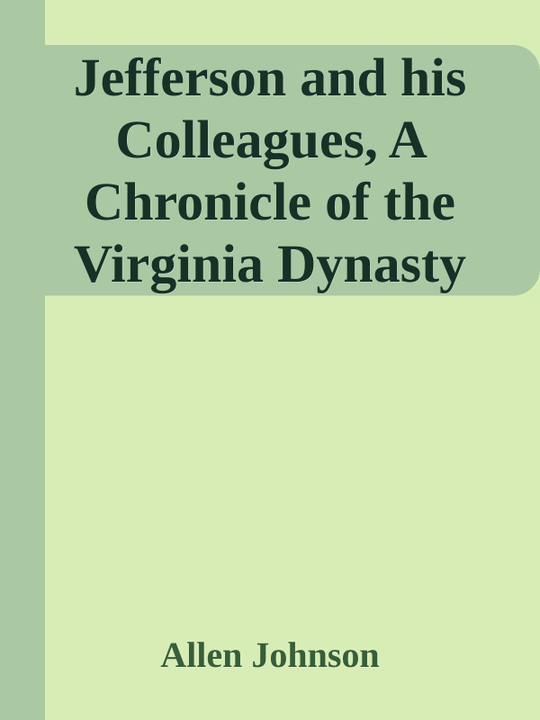 Jefferson and his
Colleagues, A
Chronicle of the
Virginia Dynasty
Allen Johnson